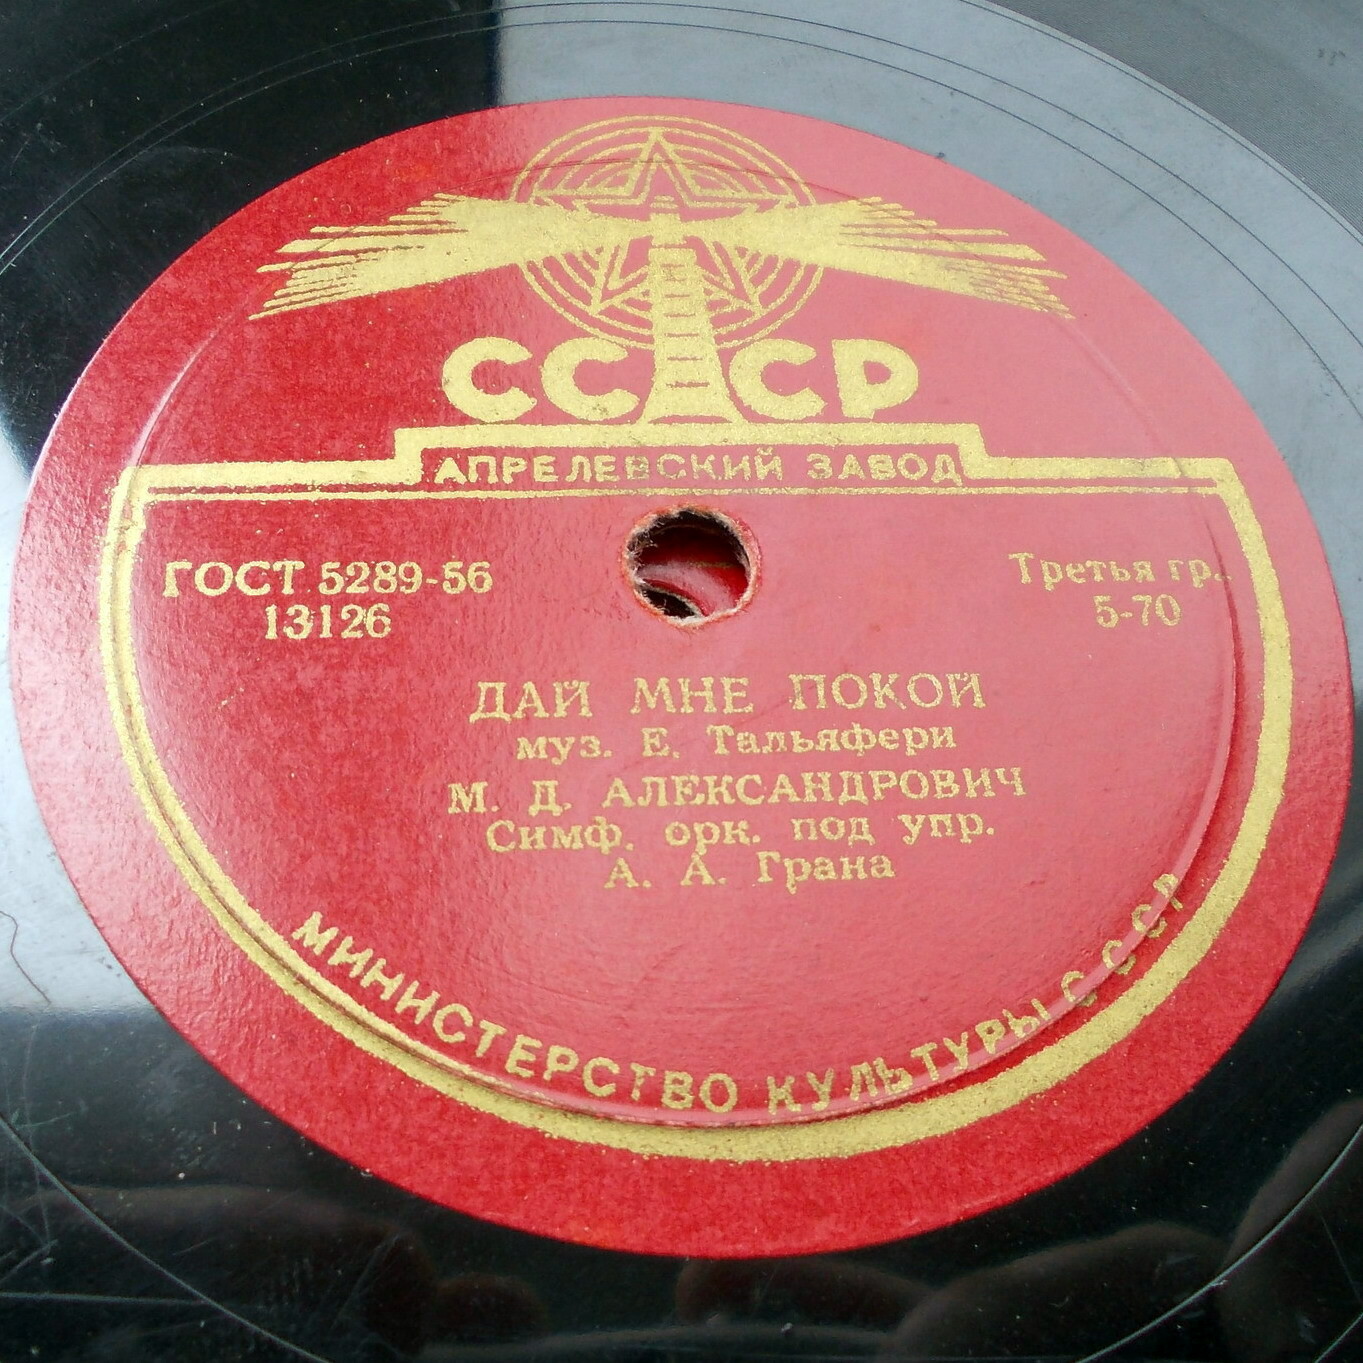 СССР
АПРЕЛЕВСКИЙ ЗАВОД
ГОСТ 5289-56
13126
Третья гр.
5-70
ДАЙ МНЕ ПОКОЙ
муз. Е. Тальяфери
М. Д. АЛЕКСАНДРОВИЧ
Симф. орк. под упр.
А. А. Грана
МИНИСТЕРСТВО КУЛЬТУРЫ СССР